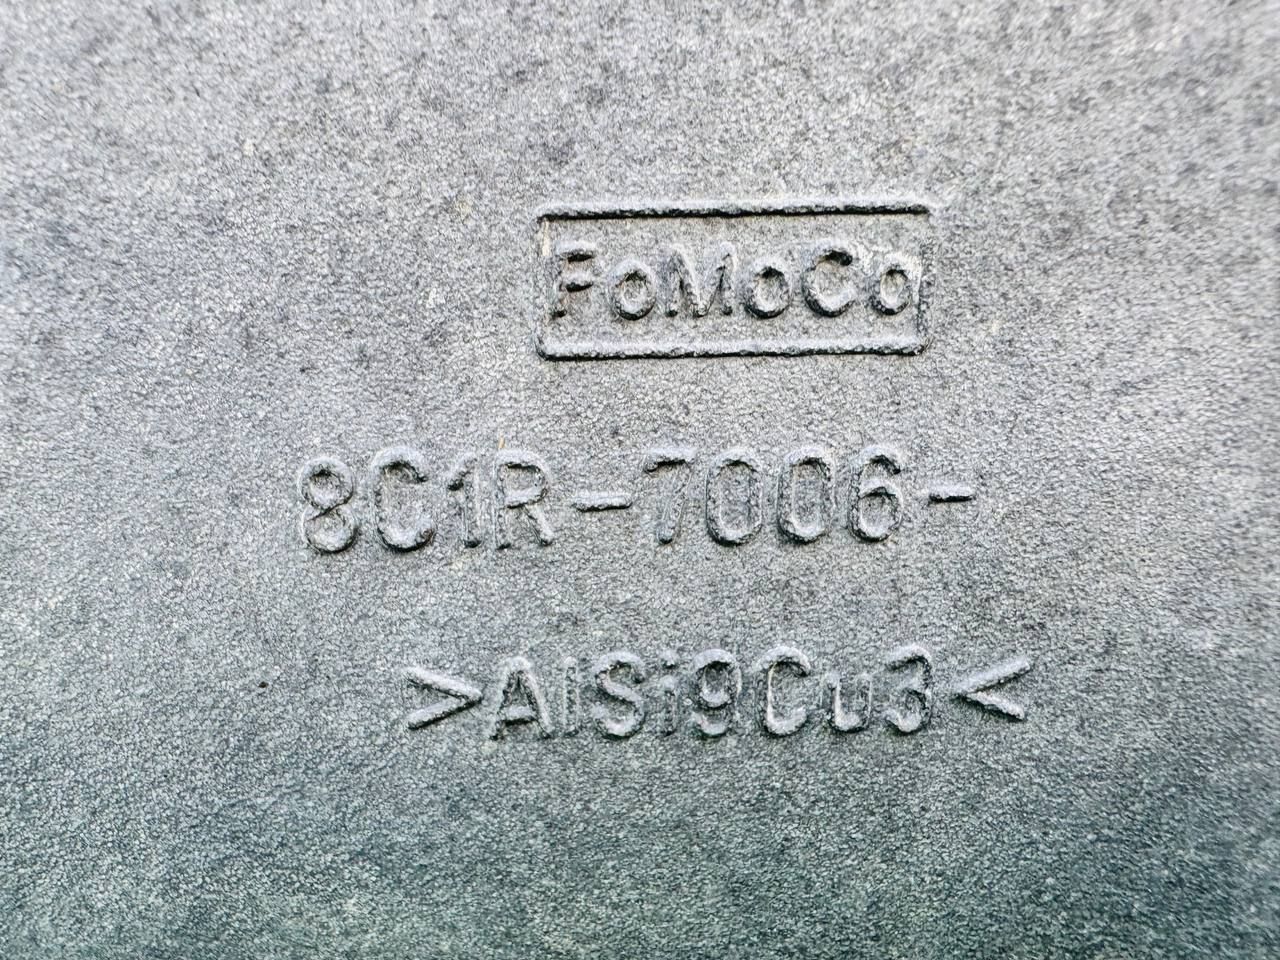 FoMoCo
8C1R-7006-
>AlSi9Cu3<